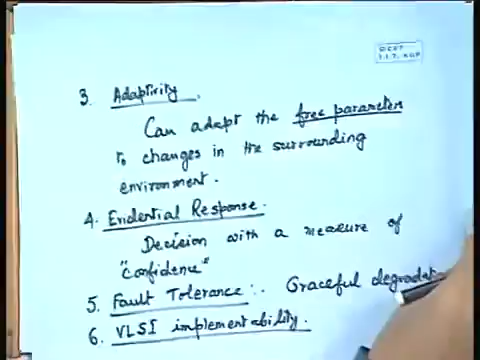 © CET
I.I.T. KGP
3. Adaptivity.
Can adapt the free parameters
to changes in the surrounding
environment.
4. Evidential Response.
Decision with a measure of
"confidence"
5. Fault Tolerance:. Graceful
6. VLSI implementability.